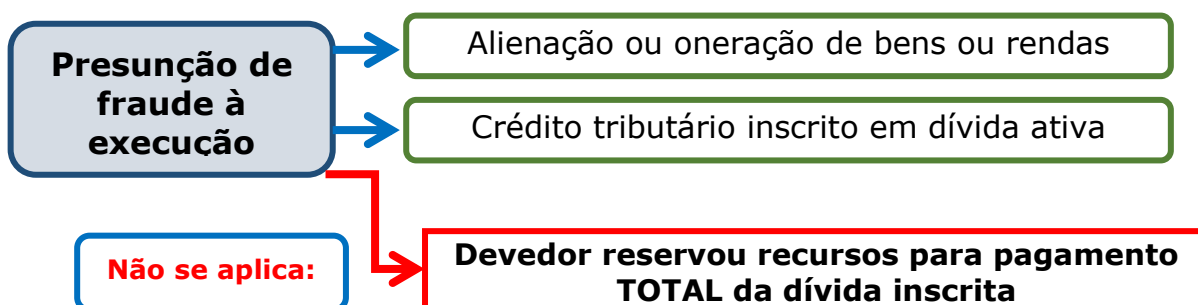 Presunção de
fraude à
execução
Alienação ou oneração de bens ou rendas
Crédito tributário inscrito em dívida ativa
Não se aplica:
Devedor reservou recursos para pagamento
TOTAL da dívida inscrita